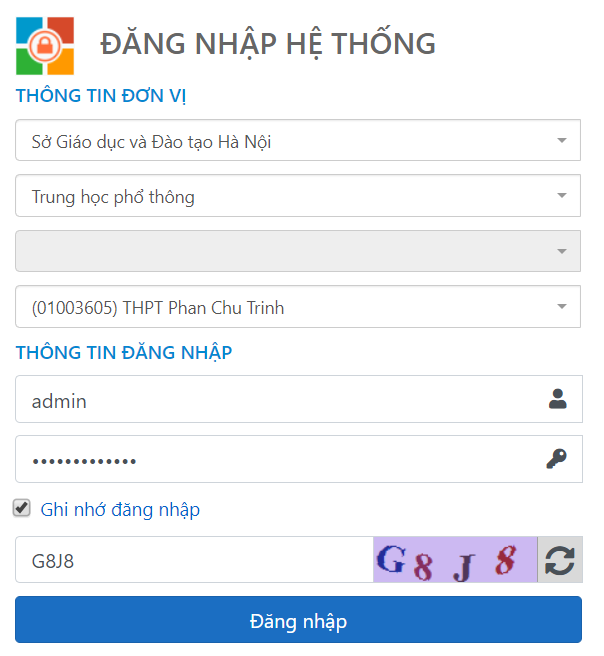 ĐĂNG NHẬP HỆ THỐNG
THÔNG TIN ĐƠN VỊ
Sở Giáo dục và Đào tạo Hà Nội
Trung học phổ thông
(01003605) THPT Phan Chu Trinh
THÔNG TIN ĐĂNG NHẬP
admin
•••••••••••••
Ghi nhớ đăng nhập
G8J8 G8J8
Đăng nhập